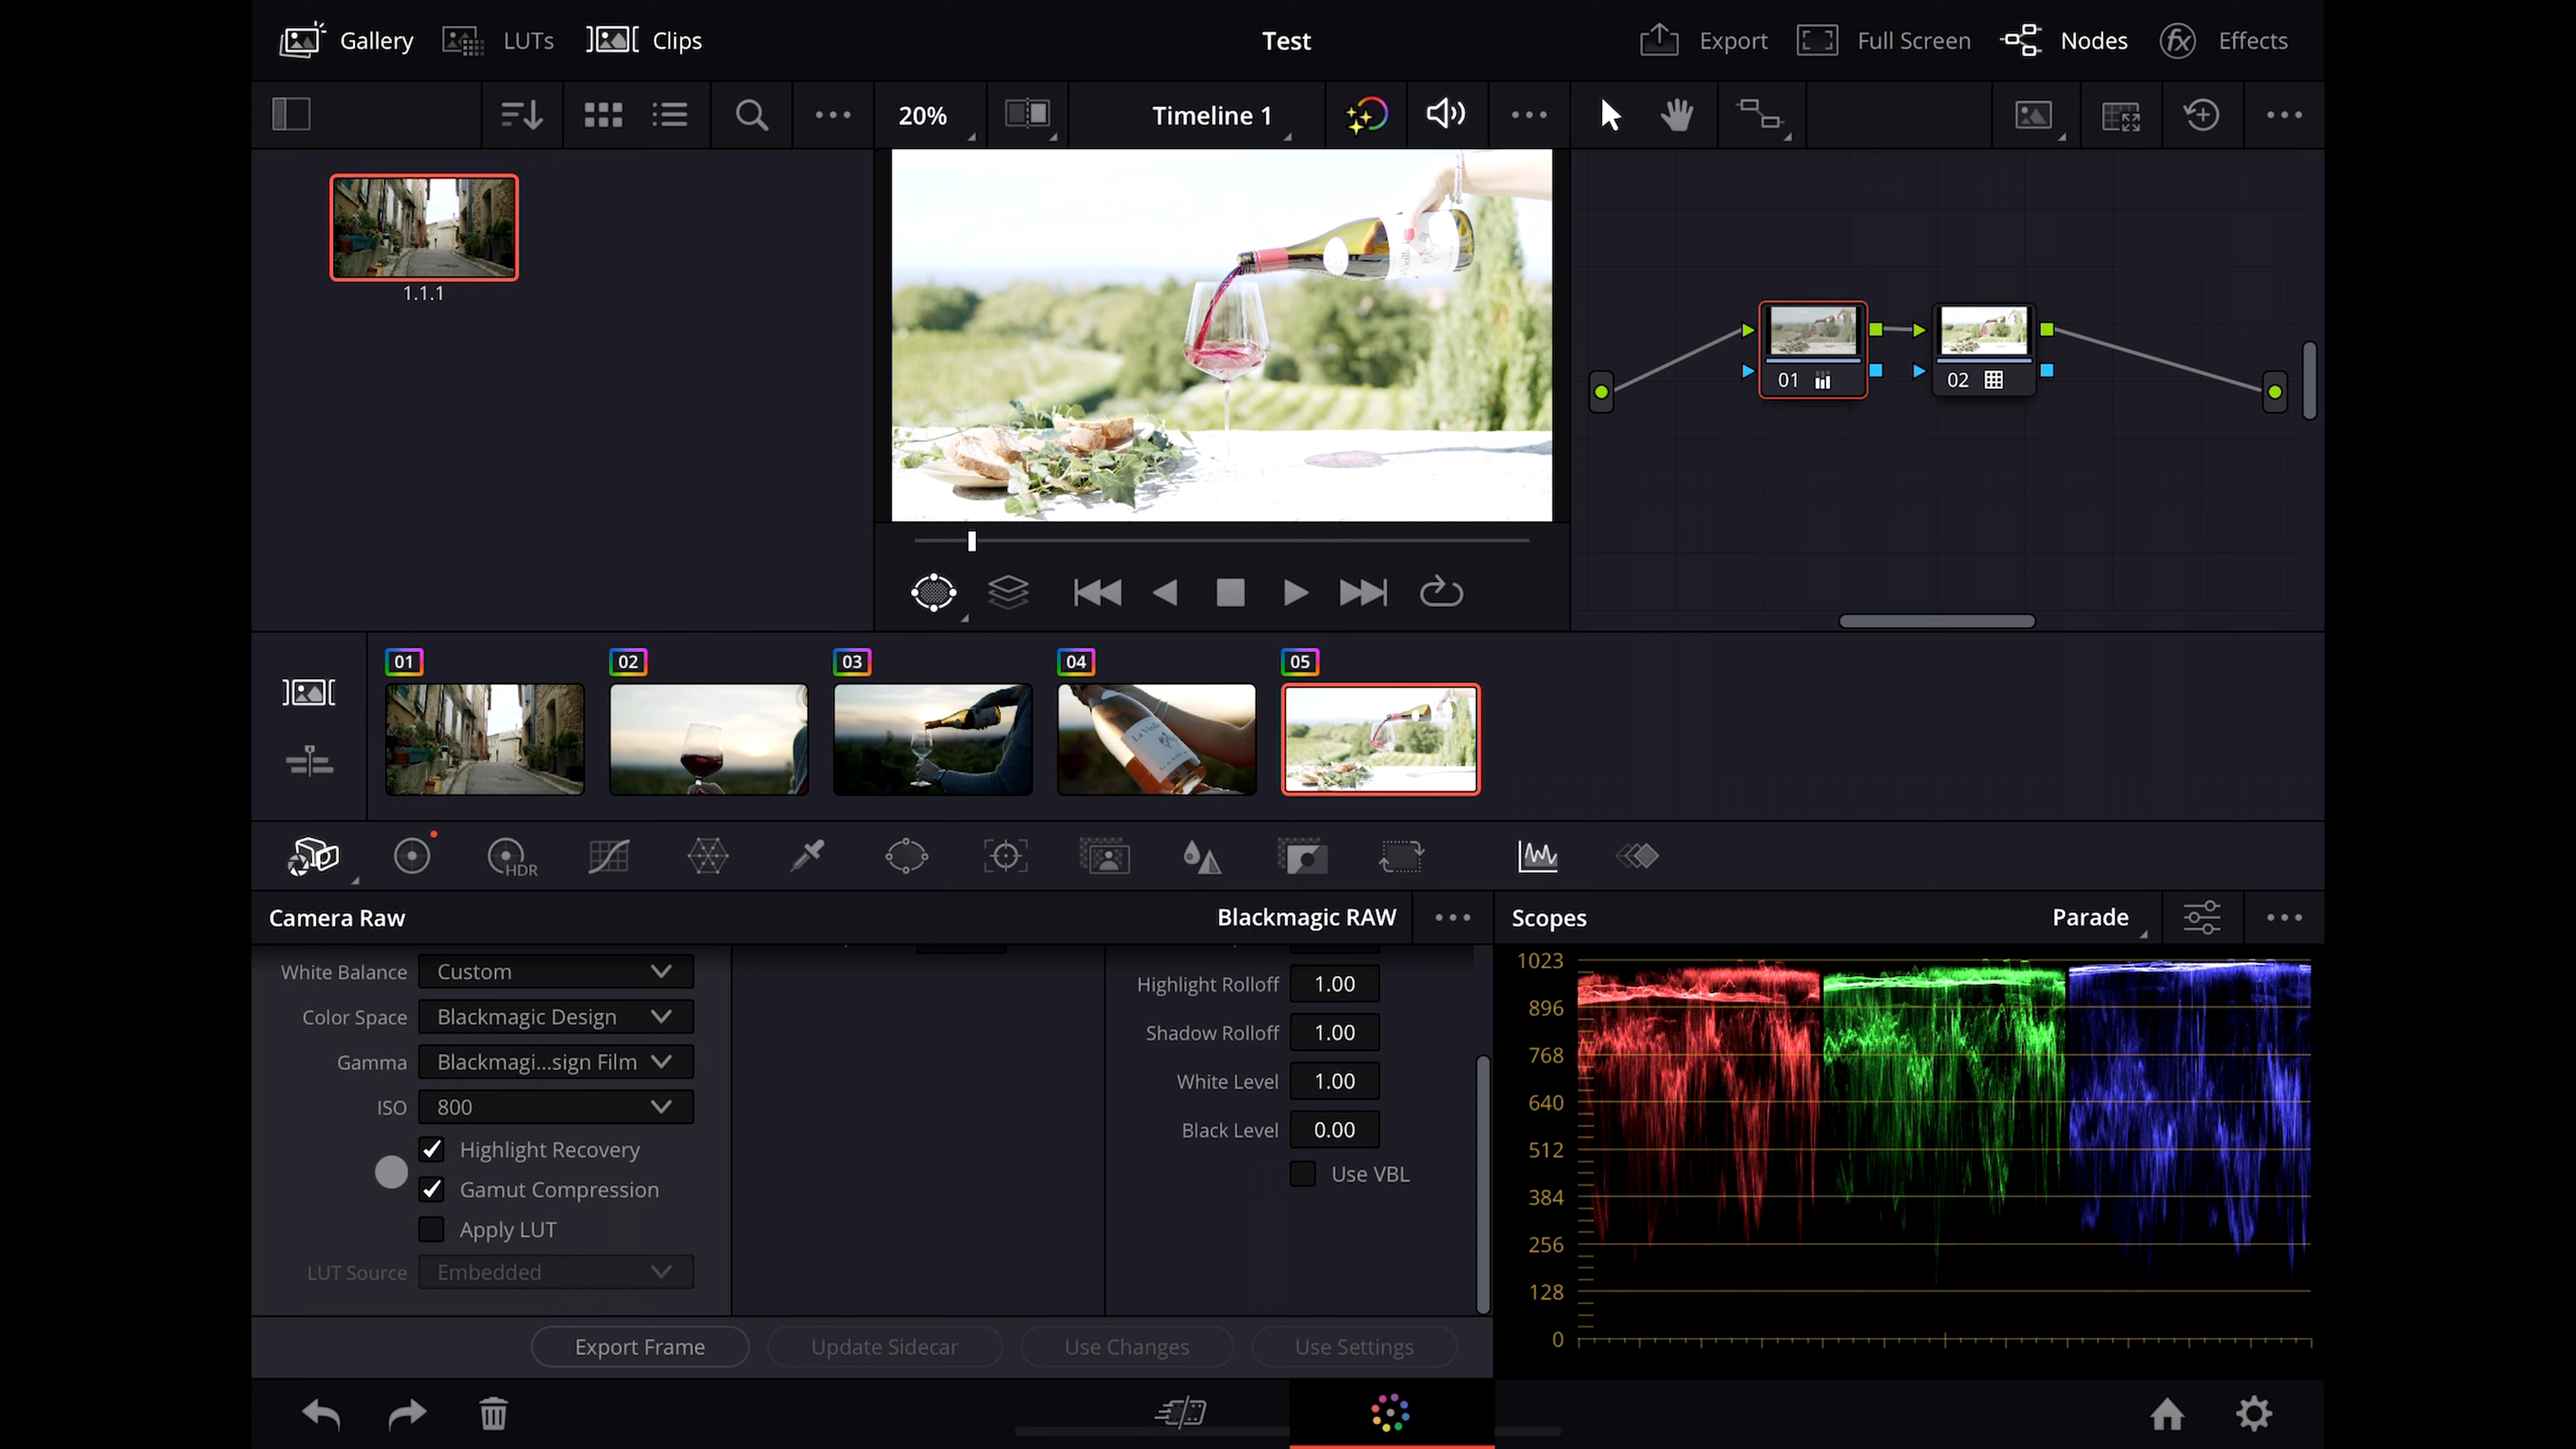 Gallery LUTs Clips Test Export Full Screen Nodes fx Effects
20% Timeline 1
1.1.1
01 02
01 02 03 04 05
HDR
Camera Raw Blackmagic RAW Scopes Parade
White Balance Custom
Color Space Blackmagic Design
Gamma Blackmagi...sign Film
ISO 800
Highlight Recovery
Gamut Compression
Apply LUT
LUT Source Embedded
Highlight Rolloff 1.00
Shadow Rolloff 1.00
White Level 1.00
Black Level 0.00
Use VBL
1023
896
768
640
512
384
256
128
0
Export Frame Update Sidecar Use Changes Use Settings